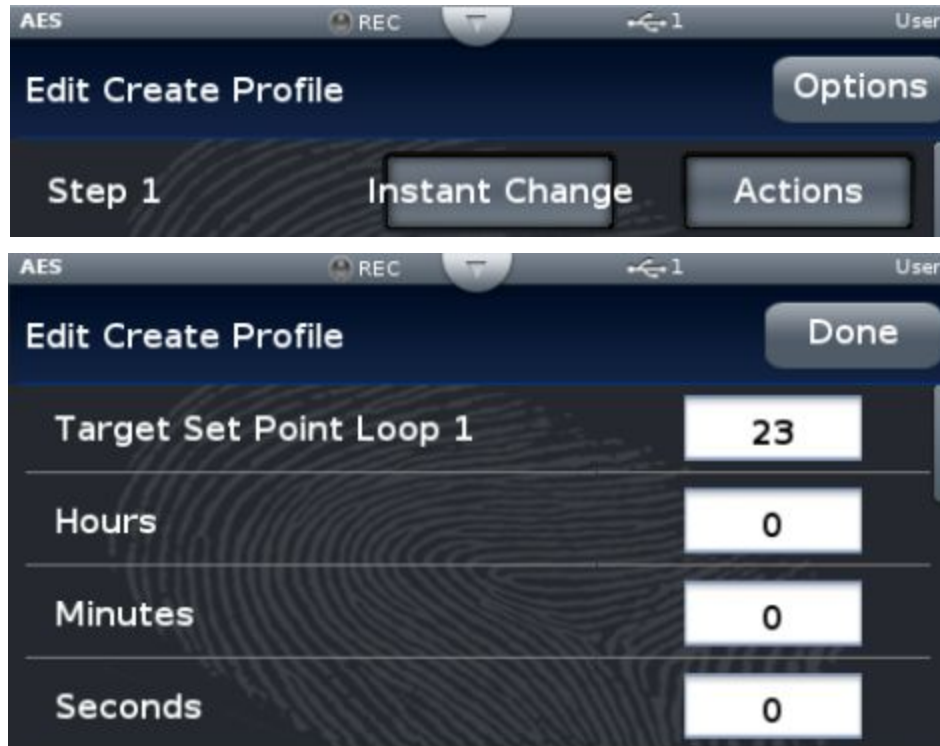 AES REC 1 User
Edit Create Profile Options
Step 1 Instant Change Actions
AES REC 1 User
Edit Create Profile Done
Target Set Point Loop 1 23
Hours 0
Minutes 0
Seconds 0